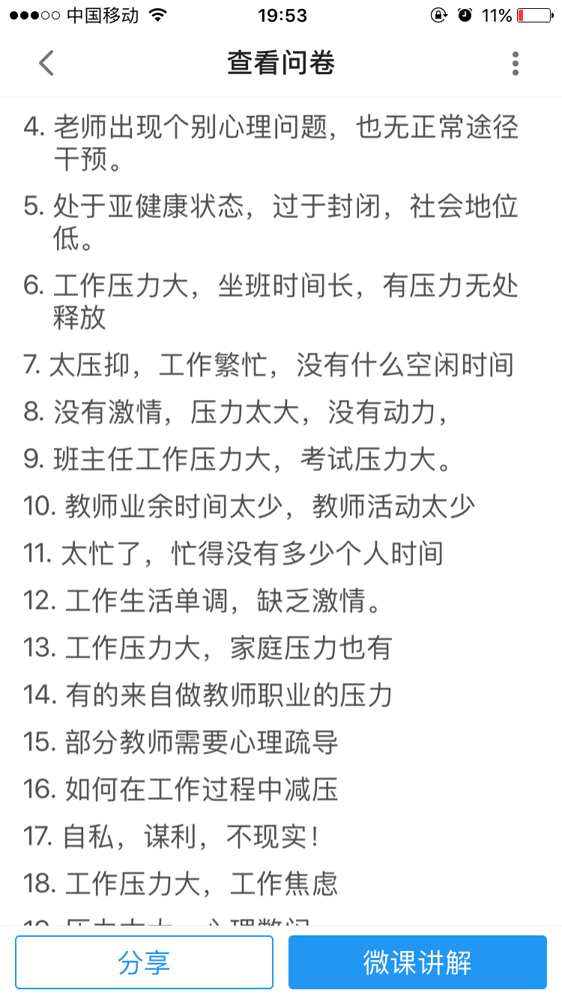 中国移动 19:53 11%
查看问卷
4. 老师出现个别心理问题，也无正常途径
干预。
5. 处于亚健康状态，过于封闭，社会地位
低。
6. 工作压力大，坐班时间长，有压力无处
释放
7. 太压抑，工作繁忙，没有什么空闲时间
8. 没有激情，压力太大，没有动力，
9. 班主任工作压力大，考试压力大。
10. 教师业余时间太少，教师活动太少
11. 太忙了，忙得没有多少个人时间
12. 工作生活单调，缺乏激情。
13. 工作压力大，家庭压力也有
14. 有的来自做教师职业的压力
15. 部分教师需要心理疏导
16. 如何在工作过程中减压
17. 自私，谋利，不现实！
18. 工作压力大，工作焦虑
分享 微课讲解